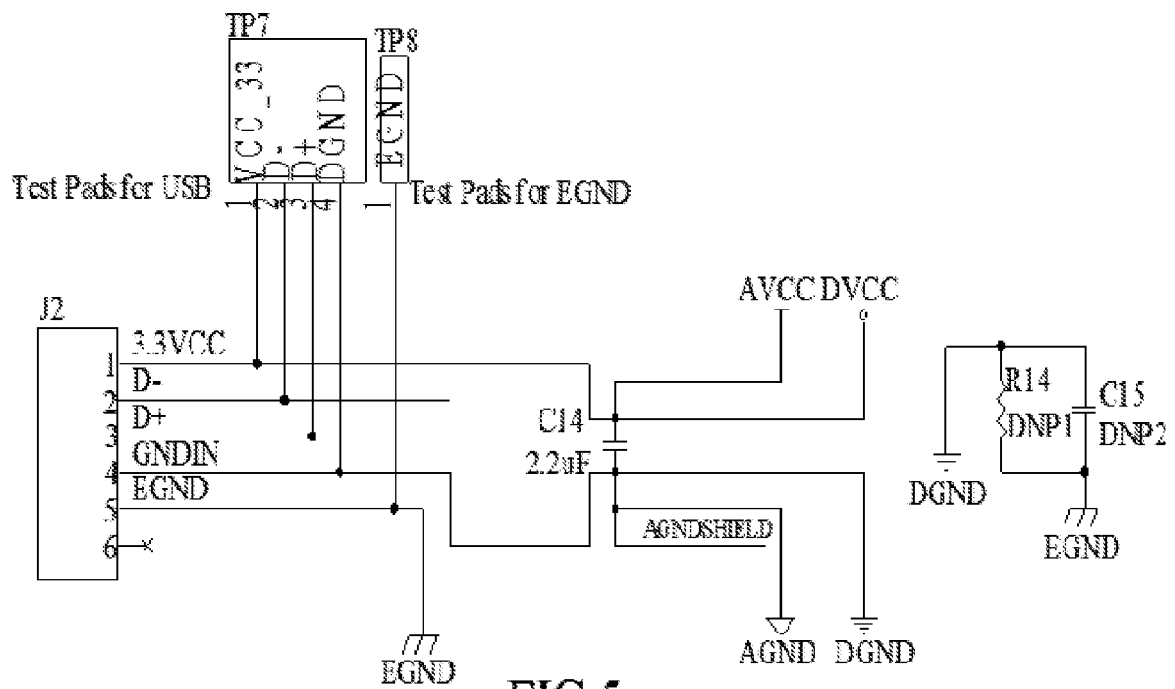 TP7
TP8
VCC_33
D-
D+
DGND
EGND
Test Pads for USB
1
2
3
4
1
Test Pads for EGND
J2
AVCC DVCC
3.3VCC
1
D-
2
D+
3
GNDIN
4
EGND
5
6
C14
2.2uF
AGNDSHIELD
R14
DNP1
C15
DNP2
DGND
EGND
EGND
AGND
DGND